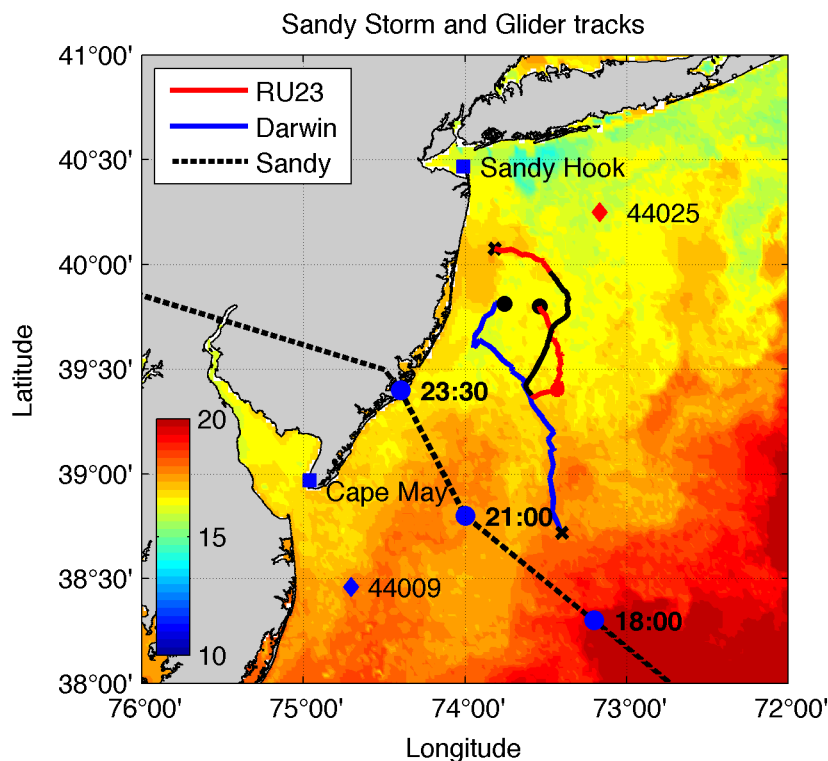 Sandy Storm and Glider tracks
41°00'
RU23
Darwin
Sandy
40°30'
Sandy Hook
44025
40°00'
Latitude
39°30'
23:30
20
39°00'
Cape May
21:00
15
38°30'
44009
18:00
10
38°00'
76°00'
75°00'
74°00'
73°00'
72°00'
Longitude